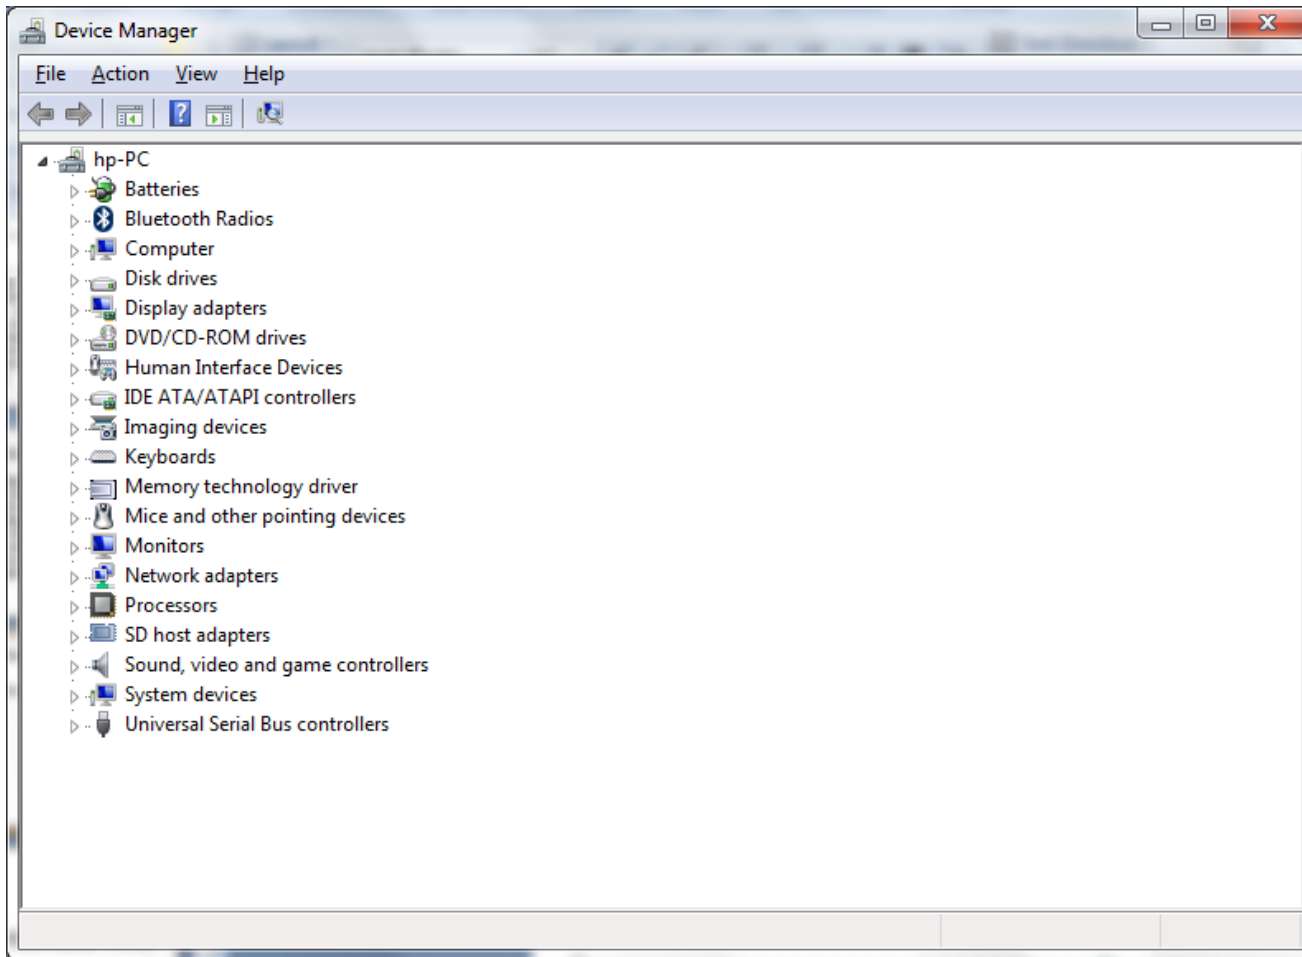 Device Manager
File Action View Help
hp-PC
Batteries
Bluetooth Radios
Computer
Disk drives
Display adapters
DVD/CD-ROM drives
Human Interface Devices
IDE ATA/ATAPI controllers
Imaging devices
Keyboards
Memory technology driver
Mice and other pointing devices
Monitors
Network adapters
Processors
SD host adapters
Sound, video and game controllers
System devices
Universal Serial Bus controllers